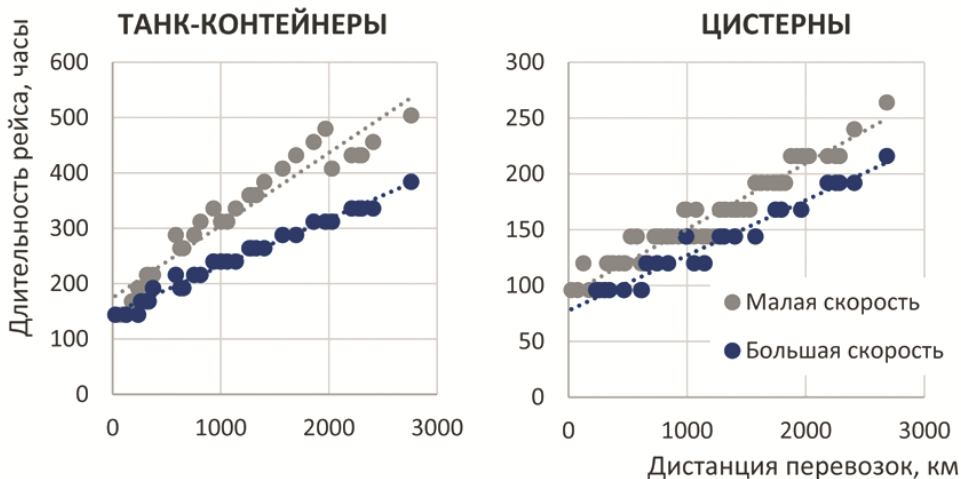 ТАНК-КОНТЕЙНЕРЫ
Длительность рейса, часы
600
500
400
300
200
100
0
0 1000 2000 3000
ЦИСТЕРНЫ
300
250
200
150
100
50
0
Малая скорость
Большая скорость
0 1000 2000 3000
Дистанция перевозок, км